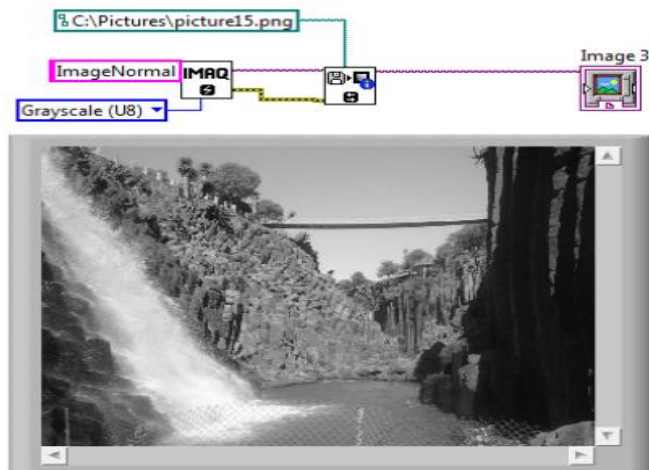 C:\Pictures\picture15.png
Image 3
ImageNormal
IMAQ
Grayscale (U8)